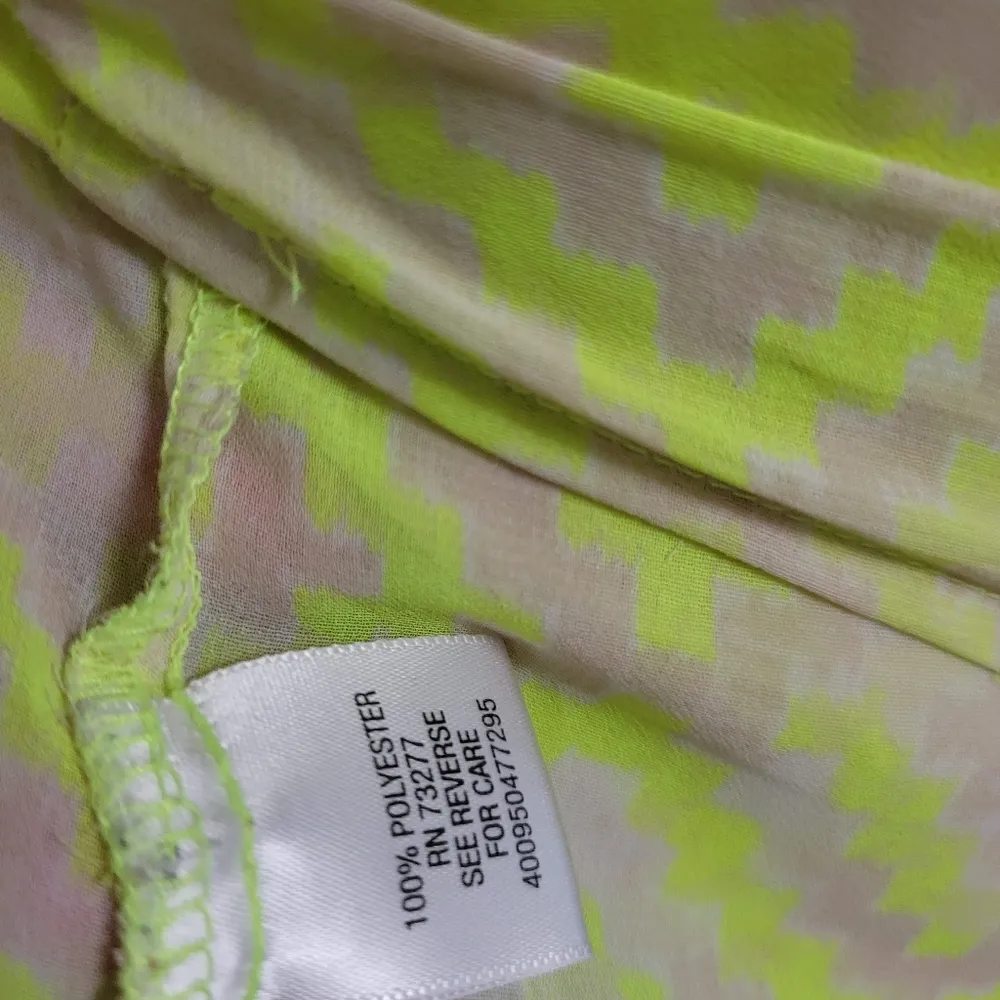 100% POLYESTER
RN 73277
SEE REVERSE
FOR CARE
400950477295